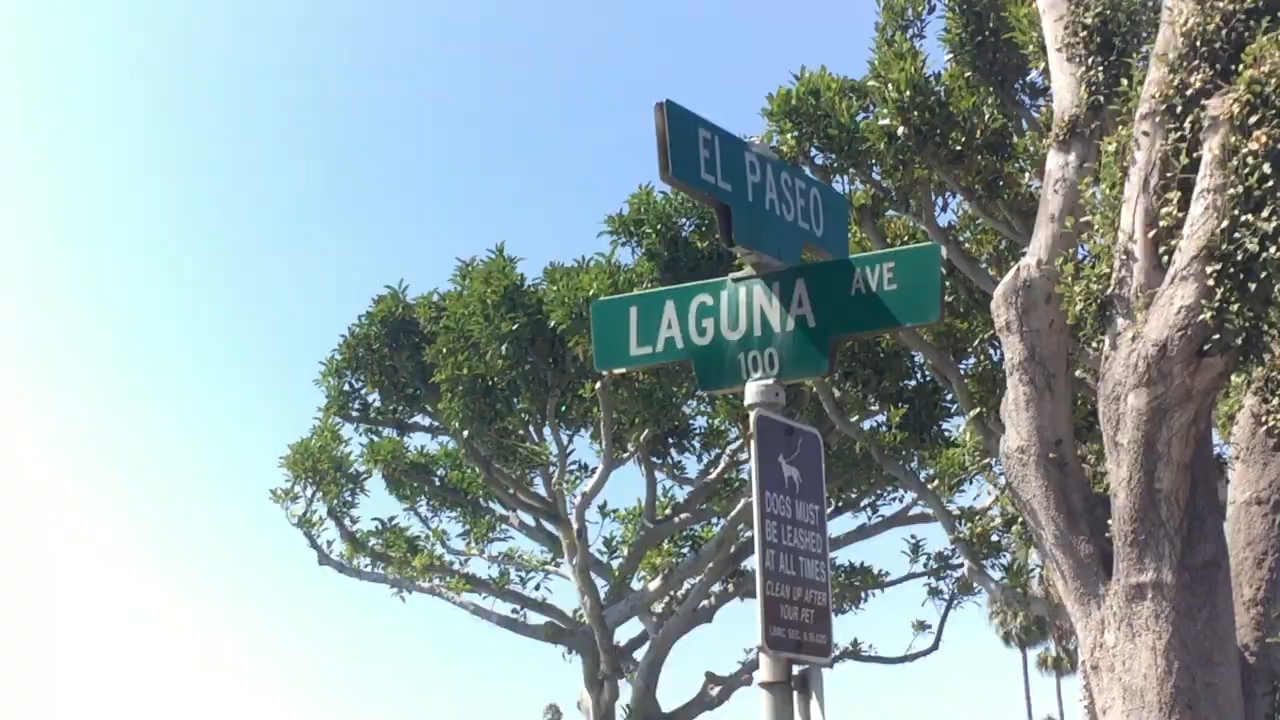 EL PASEO
LAGUNA AVE
100
DOGS MUST
BE LEASHED
AT ALL TIMES
CLEAN UP AFTER
YOUR PET